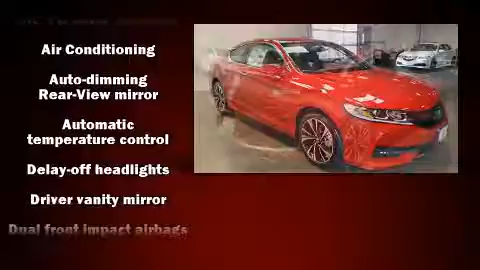 Air Conditioning
Auto-dimming
Rear-View mirror
Automatic
temperature control
Delay-off headlights
Driver vanity mirror
Dual front impact airbags